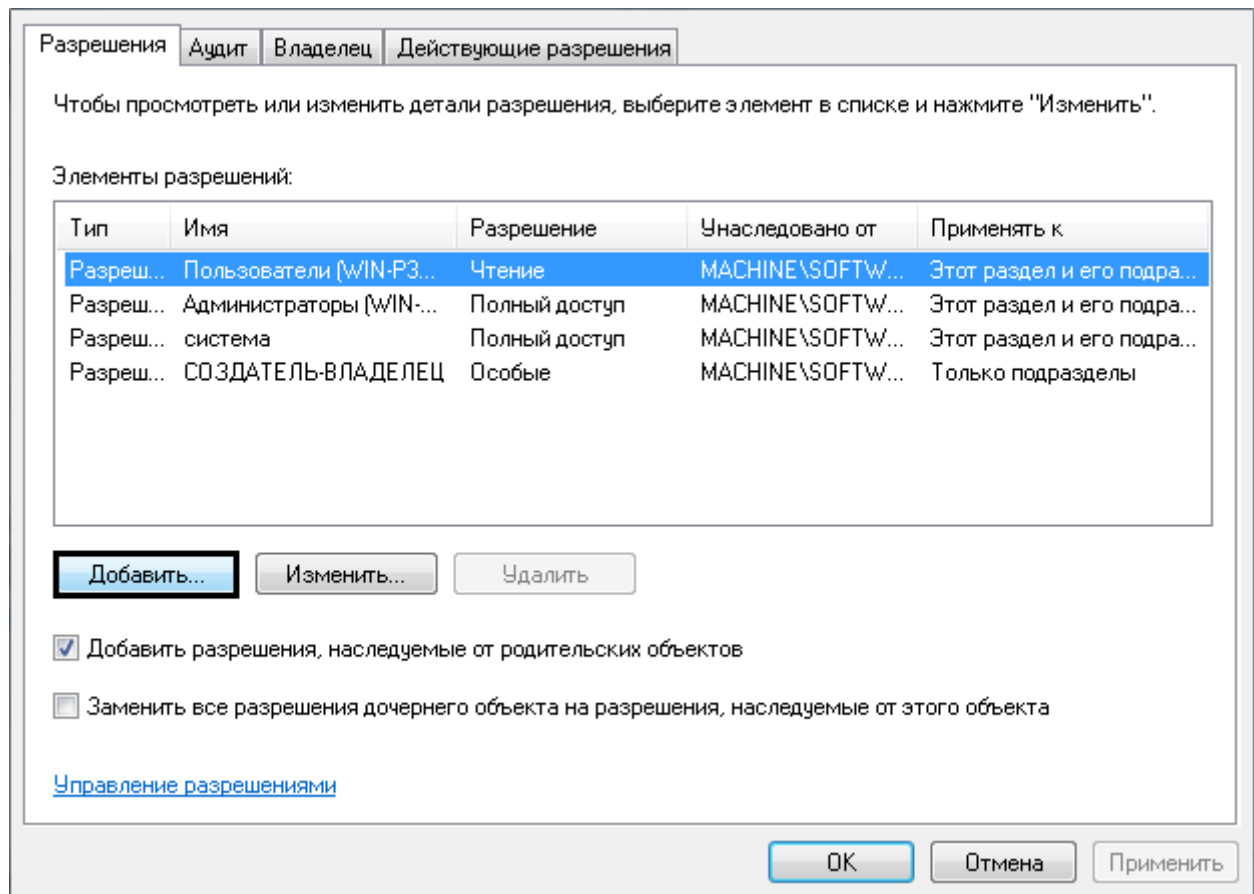 Разрешения Аудит Владелец Действующие разрешения
Чтобы просмотреть или изменить детали разрешения, выберите элемент в списке и нажмите "Изменить".
Элементы разрешений:
Тип Имя Разрешение Унаследовано от Применять к
Разреш... Пользователи (WIN-P3... Чтение MACHINE\SOFTW... Этот раздел и его подра...
Разреш... Администраторы (WIN-... Полный доступ MACHINE\SOFTW... Этот раздел и его подра...
Разреш... система Полный доступ MACHINE\SOFTW... Этот раздел и его подра...
Разреш... СОЗДАТЕЛЬ-ВЛАДЕЛЕЦ Особые MACHINE\SOFTW... Только подразделы
Добавить... Изменить... Удалить
Добавить разрешения, наследуемые от родительских объектов
Заменить все разрешения дочернего объекта на разрешения, наследуемые от этого объекта
Управление разрешениями
OK Отмена Применить